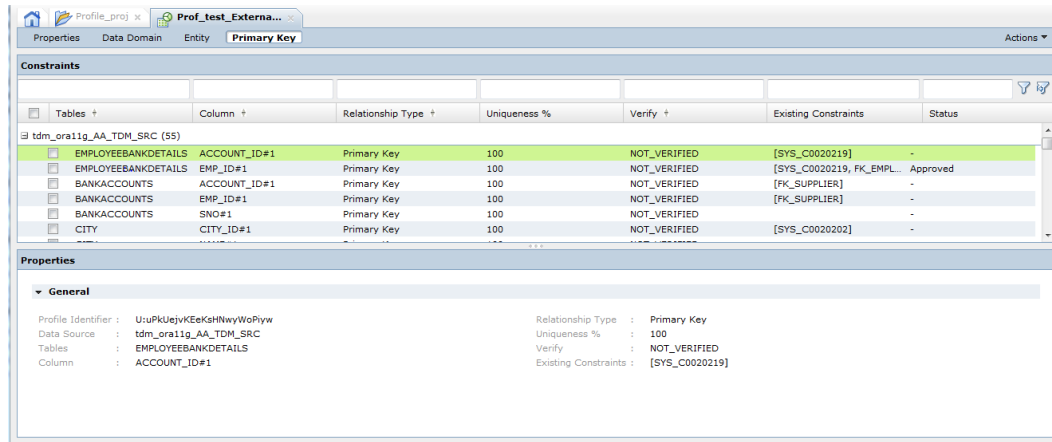 Profile_proj x Prof_test_Externa... x
Properties Data Domain Entity Primary Key Actions
Constraints
Tables Column Relationship Type Uniqueness % Verify Existing Constraints Status
tdm_ora11g_AA_TDM_SRC (55)
EMPLOYEEBANKDETAILS ACCOUNT_ID#1 Primary Key 100 NOT_VERIFIED [SYS_C0020219] -
EMPLOYEEBANKDETAILS EMP_ID#1 Primary Key 100 NOT_VERIFIED [SYS_C0020219, FK_EMPL... Approved
BANKACCOUNTS ACCOUNT_ID#1 Primary Key 100 NOT_VERIFIED [FK_SUPPLIER] -
BANKACCOUNTS EMP_ID#1 Primary Key 100 NOT_VERIFIED [FK_SUPPLIER] -
BANKACCOUNTS SNO#1 Primary Key 100 NOT_VERIFIED -
CITY CITY_ID#1 Primary Key 100 NOT_VERIFIED [SYS_C0020202] -
Properties
General
Profile Identifier : U:uPkUejvKEeKsHNwyWoPiyw Relationship Type : Primary Key
Data Source : tdm_ora11g_AA_TDM_SRC Uniqueness % : 100
Tables : EMPLOYEEBANKDETAILS Verify : NOT_VERIFIED
Column : ACCOUNT_ID#1 Existing Constraints : [SYS_C0020219]